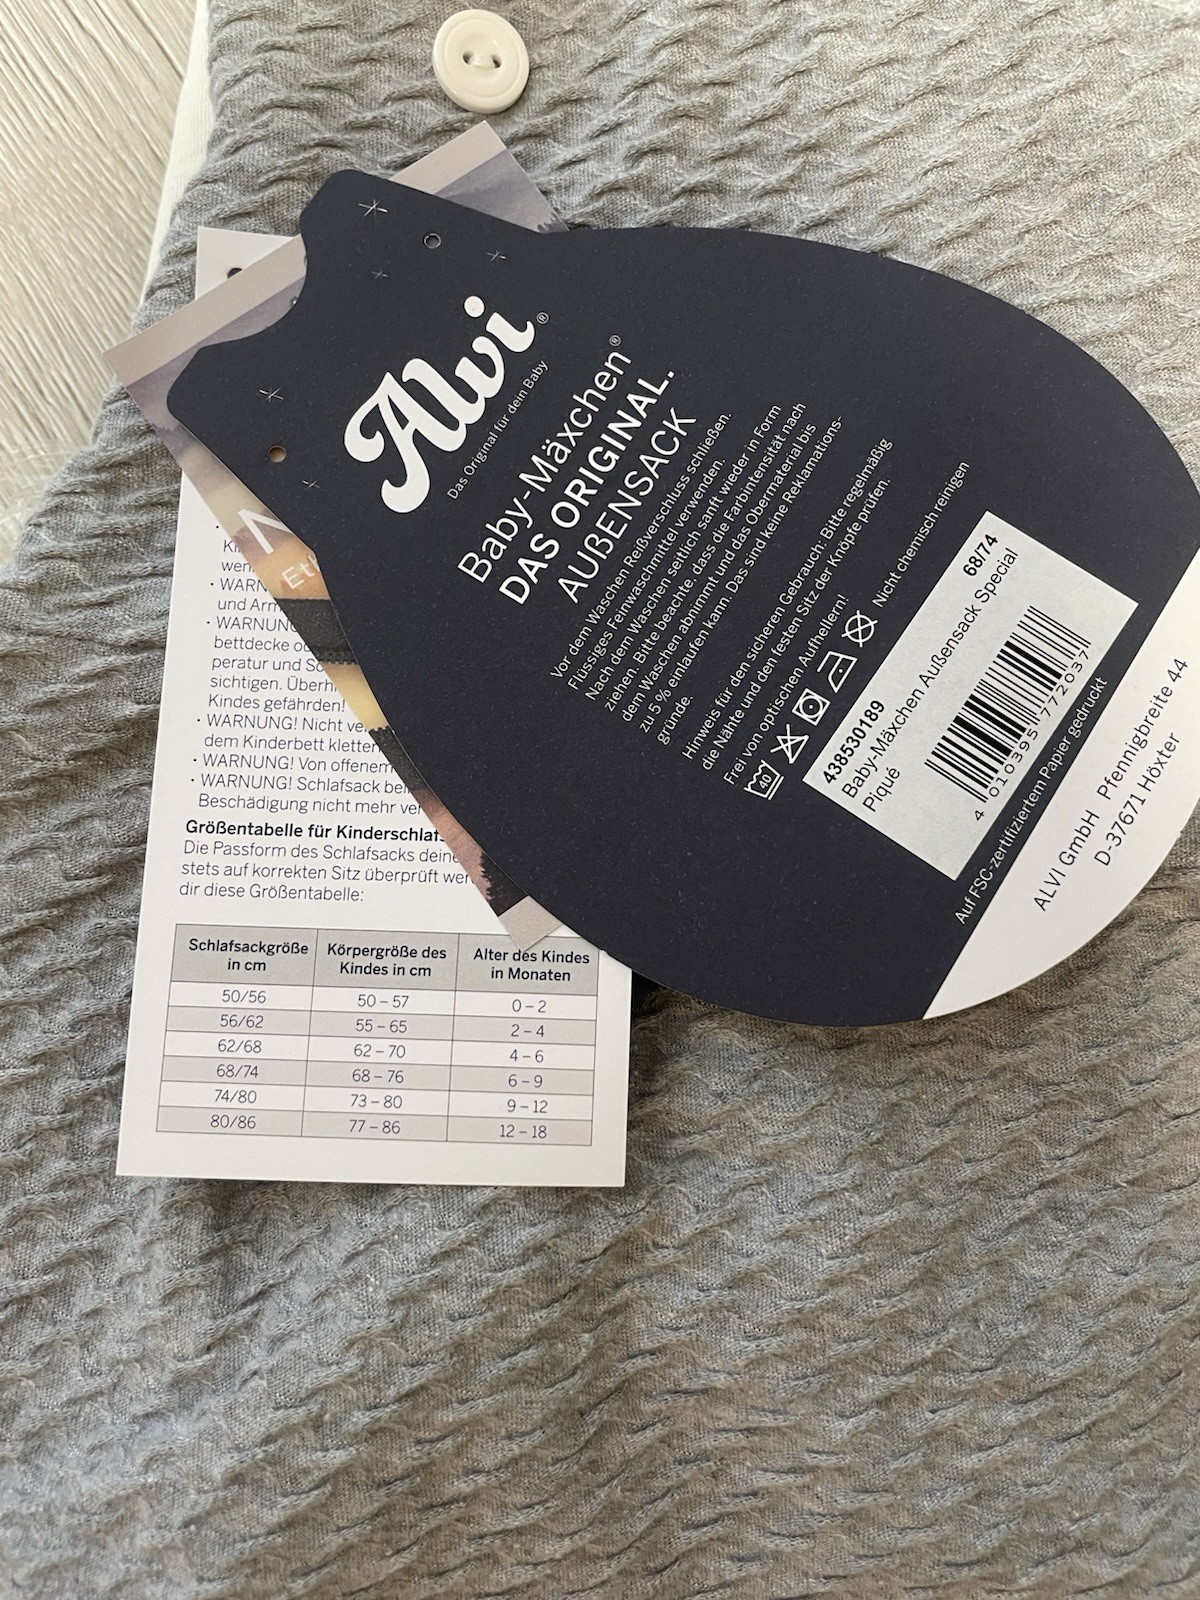 Alvi®
Das Original für dein Baby
Baby-Mäxchen®
DAS ORIGINAL.
AUßENSACK
Vor dem Waschen Reißverschluss schließen.
Flüssiges Feinwaschmittel verwenden.
Nach dem Waschen seitlich sanft wieder in Form
ziehen. Bitte beachte, dass die Farbintensität nach
dem Waschen abnimmt und das Obermaterial bis
zu 5% einlaufen kann. Das sind keine Reklamations-
gründe.
Hinweis für den sicheren Gebrauch: Bitte regelmäßig
die Nähte und den festen Sitz der Knöpfe prüfen.
Frei von optischen Aufhellern!
40 Nicht chemisch reinigen
438530189 68/74
Baby-Mäxchen Außensack Special
Piqué
4 010395 772037
Auf FSC-zertifiziertem Papier gedruckt
ALVI GmbH Pfennigbreite 44
D-37671 Höxter
• WARN
und Arm
• WARNUNG
bettdecke
peratur und
sichtigen. Überh
Kindes gefährden!
• WARNUNG! Nicht
dem Kinderbett kletter
• WARNUNG! Von offenem
• WARNUNG! Schlafsack bei
Beschädigung nicht mehr ver
Größentabelle für Kinderschlafs
Die Passform des Schlafsacks deine
stets auf korrekten Sitz überprüft wer
dir diese Größentabelle:
Schlafsackgröße in cm Körpergröße des Kindes in cm Alter des Kindes in Monaten
50/56 50 – 57 0 – 2
56/62 55 – 65 2 – 4
62/68 62 – 70 4 – 6
68/74 68 – 76 6 – 9
74/80 73 – 80 9 – 12
80/86 77 – 86 12 – 18